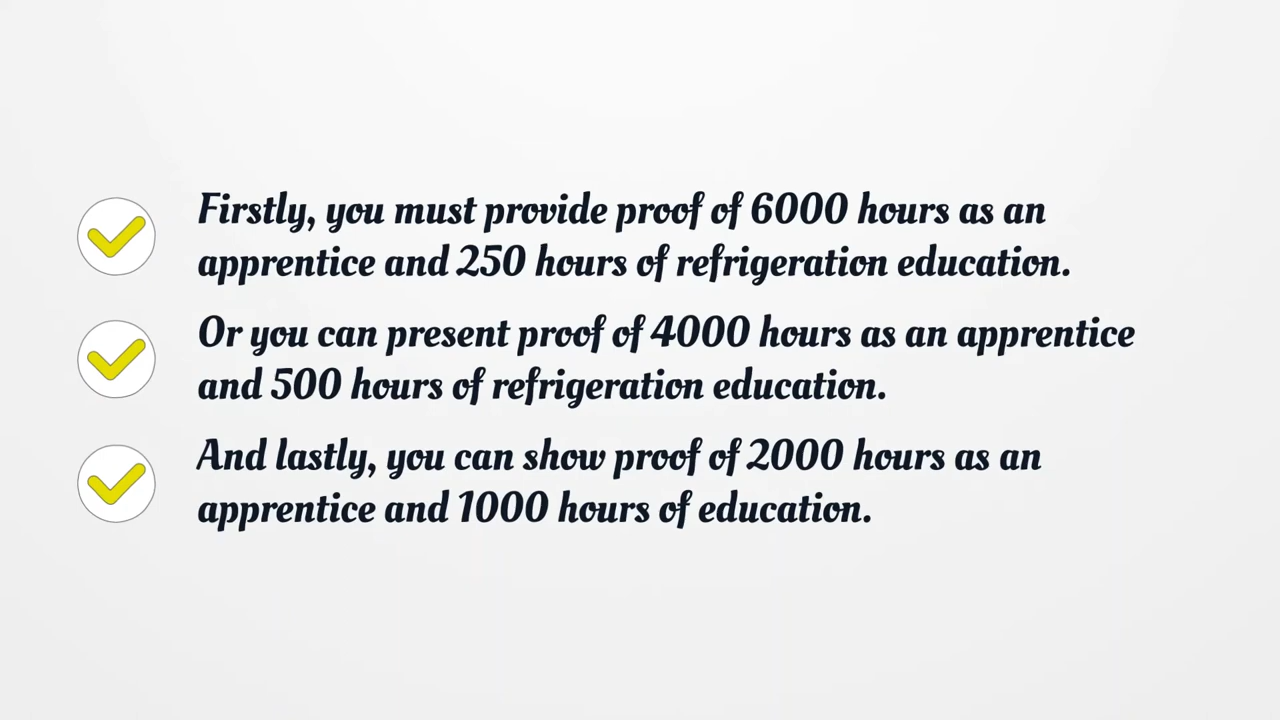 Firstly, you must provide proof of 6000 hours as an
apprentice and 250 hours of refrigeration education.
Or you can present proof of 4000 hours as an apprentice
and 500 hours of refrigeration education.
And lastly, you can show proof of 2000 hours as an
apprentice and 1000 hours of education.